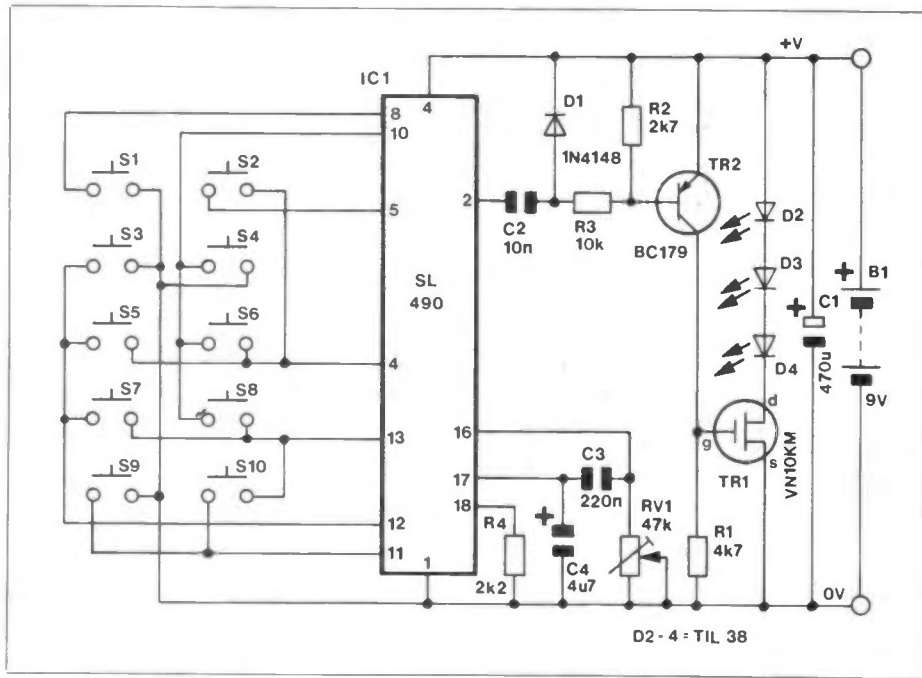 IC1
+V
8
10
4
S1
S2
5
S3
S4
S5
S6
4
S7
S8
13
S9
S10
12
11
SL
490
2
C2
10n
D1
1N4148
R2
2k7
R3
10k
TR2
BC179
D2
D3
D4
+
C1
470u
+
B1
9V
d
g
s
TR1
VN10KM
16
17
18
1
C3
220n
+
C4
4u7
R4
2k2
RV1
47k
R1
4k7
0V
D2-4 = TIL 38